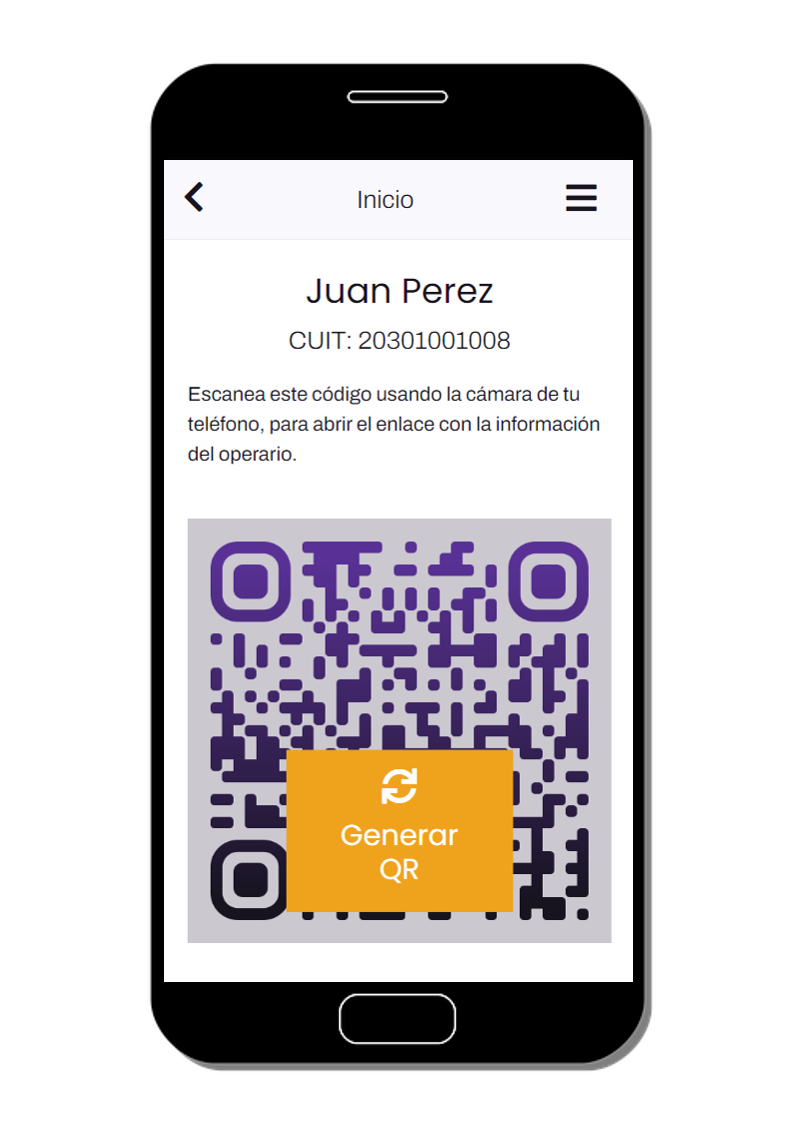 Inicio
Juan Perez
CUIT: 20301001008
Escanea este código usando la cámara de tu
teléfono, para abrir el enlace con la información
del operario.
Generar
QR